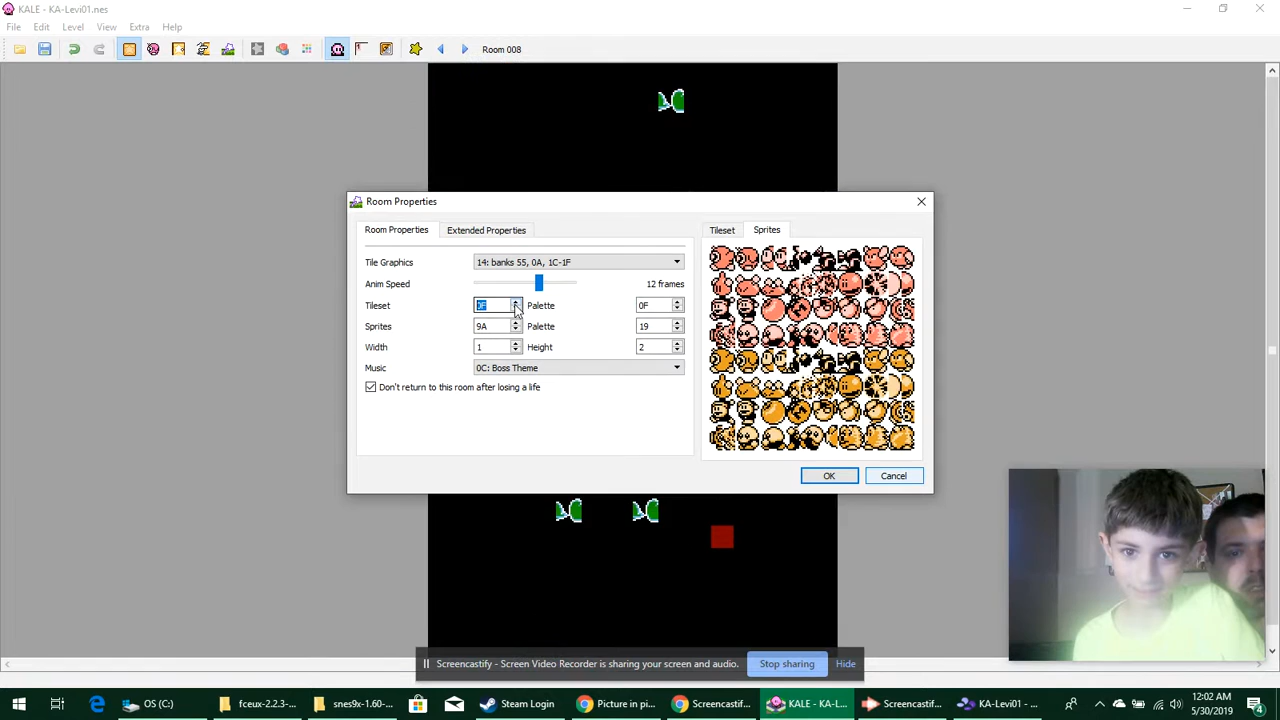 KALE - KA-Levi01.nes
File Edit Level View Extra Help
Room 008
Room Properties
Room Properties Extended Properties Tileset Sprites
Tile Graphics 14: banks 55, 0A, 1C-1F
Anim Speed 12 frames
Tileset 0F Palette 0F
Sprites 9A Palette 19
Width 1 Height 2
Music 0C: Boss Theme
Don't return to this room after losing a life
OK Cancel
Screencastify - Screen Video Recorder is sharing your screen and audio. Stop sharing Hide
OS (C:) fceux-2.2.3-... snes9x-1.60-... Steam Login Picture in pi... Screencastif... KALE - KA-L... Screencastif... KA-Levi01 - ...
12:02 AM
5/30/2019
4